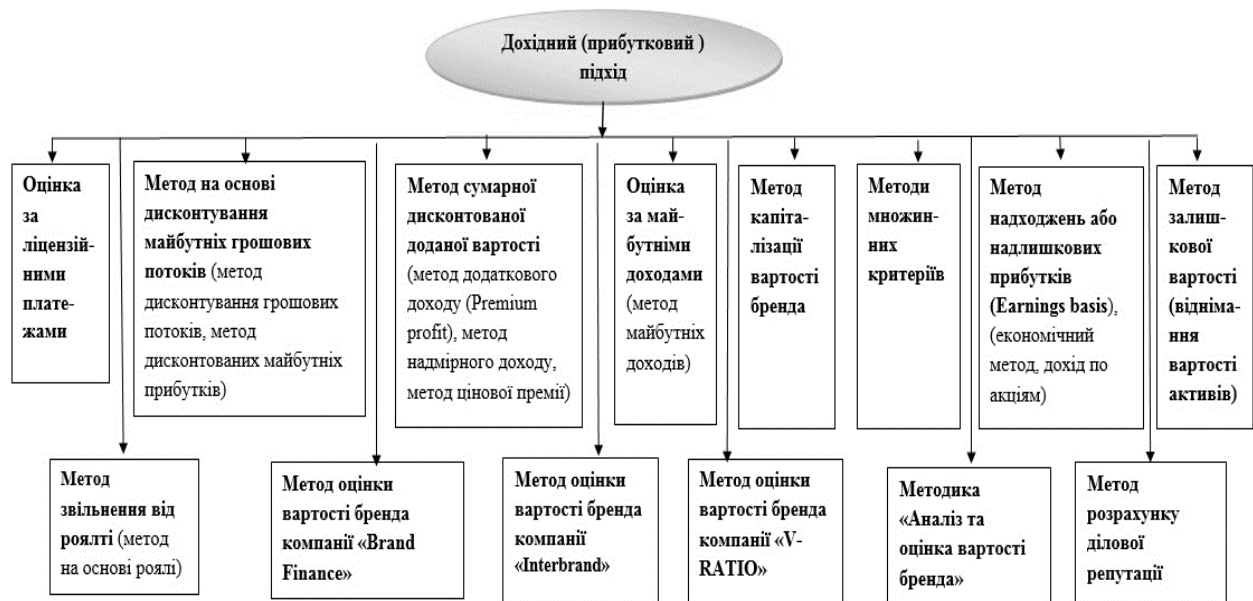 Дохідний (прибутковий )
підхід
Оцінка
за
ліцензій-
ними
плате-
жами
Метод на основі
дисконтування
майбутніх грошових
потоків (метод
дисконтування грошових
потоків, метод
дисконтованих майбутніх
прибутків)
Метод сумарної
дисконтованої
доданої вартості
(метод додаткового
доходу (Premium
profit), метод
надмірного доходу,
метод цінової премії)
Оцінка
за май-
бутніми
доходами
(метод
майбутніх
доходів)
Метод
капіта-
лізації
вартості
бренда
Методи
множин-
них
критеріїв
Метод
надходжень або
надлишкових
прибутків
(Earnings basis),
(економічний
метод, дохід по
акціям)
Метод
залиш-
кової
вартості
(відніма-
ння
вартості
активів)
Метод
звільнення від
роялті (метод
на основі роялі)
Метод оцінки
вартості бренда
компанії «Brand
Finance»
Метод оцінки
вартості бренда
компанії
«Interbrand»
Метод оцінки
вартості бренда
компанії «V-
RATIO»
Методика
«Аналіз та
оцінка вартості
бренда»
Метод
розрахунку
ділової
репутації